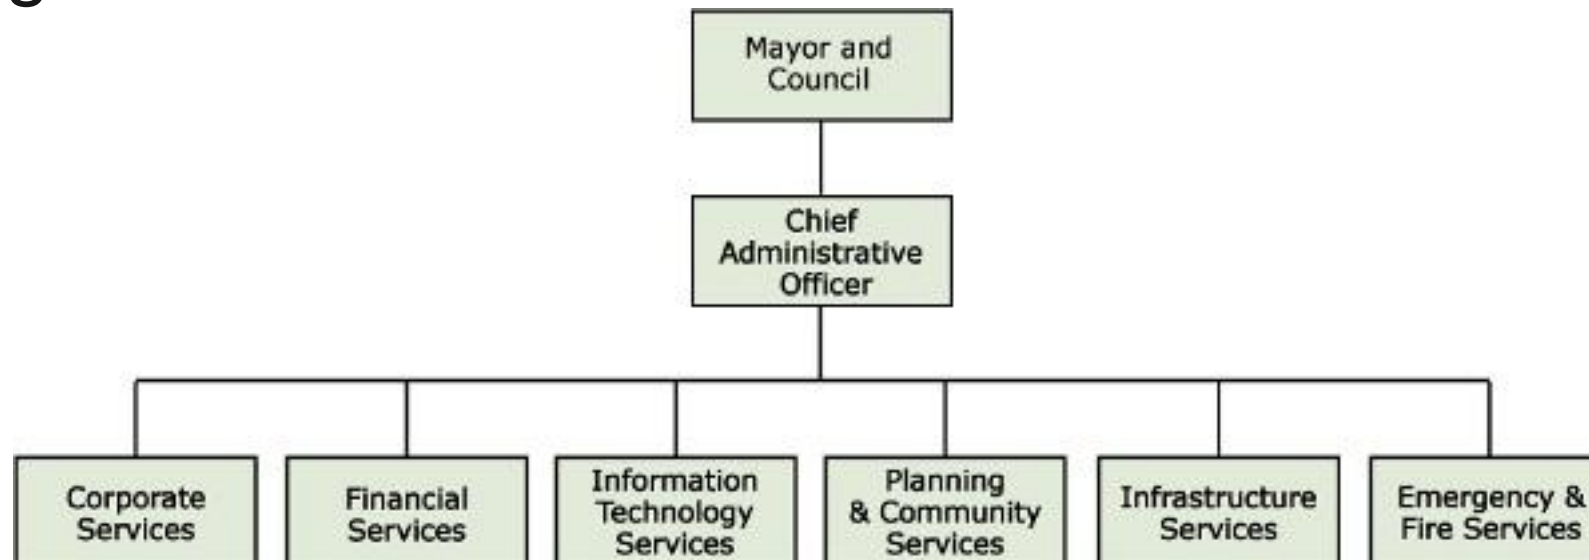 Mayor and
Council
Chief
Administrative
Officer
Corporate
Services
Financial
Services
Information
Technology
Services
Planning
& Community
Services
Infrastructure
Services
Emergency &
Fire Services